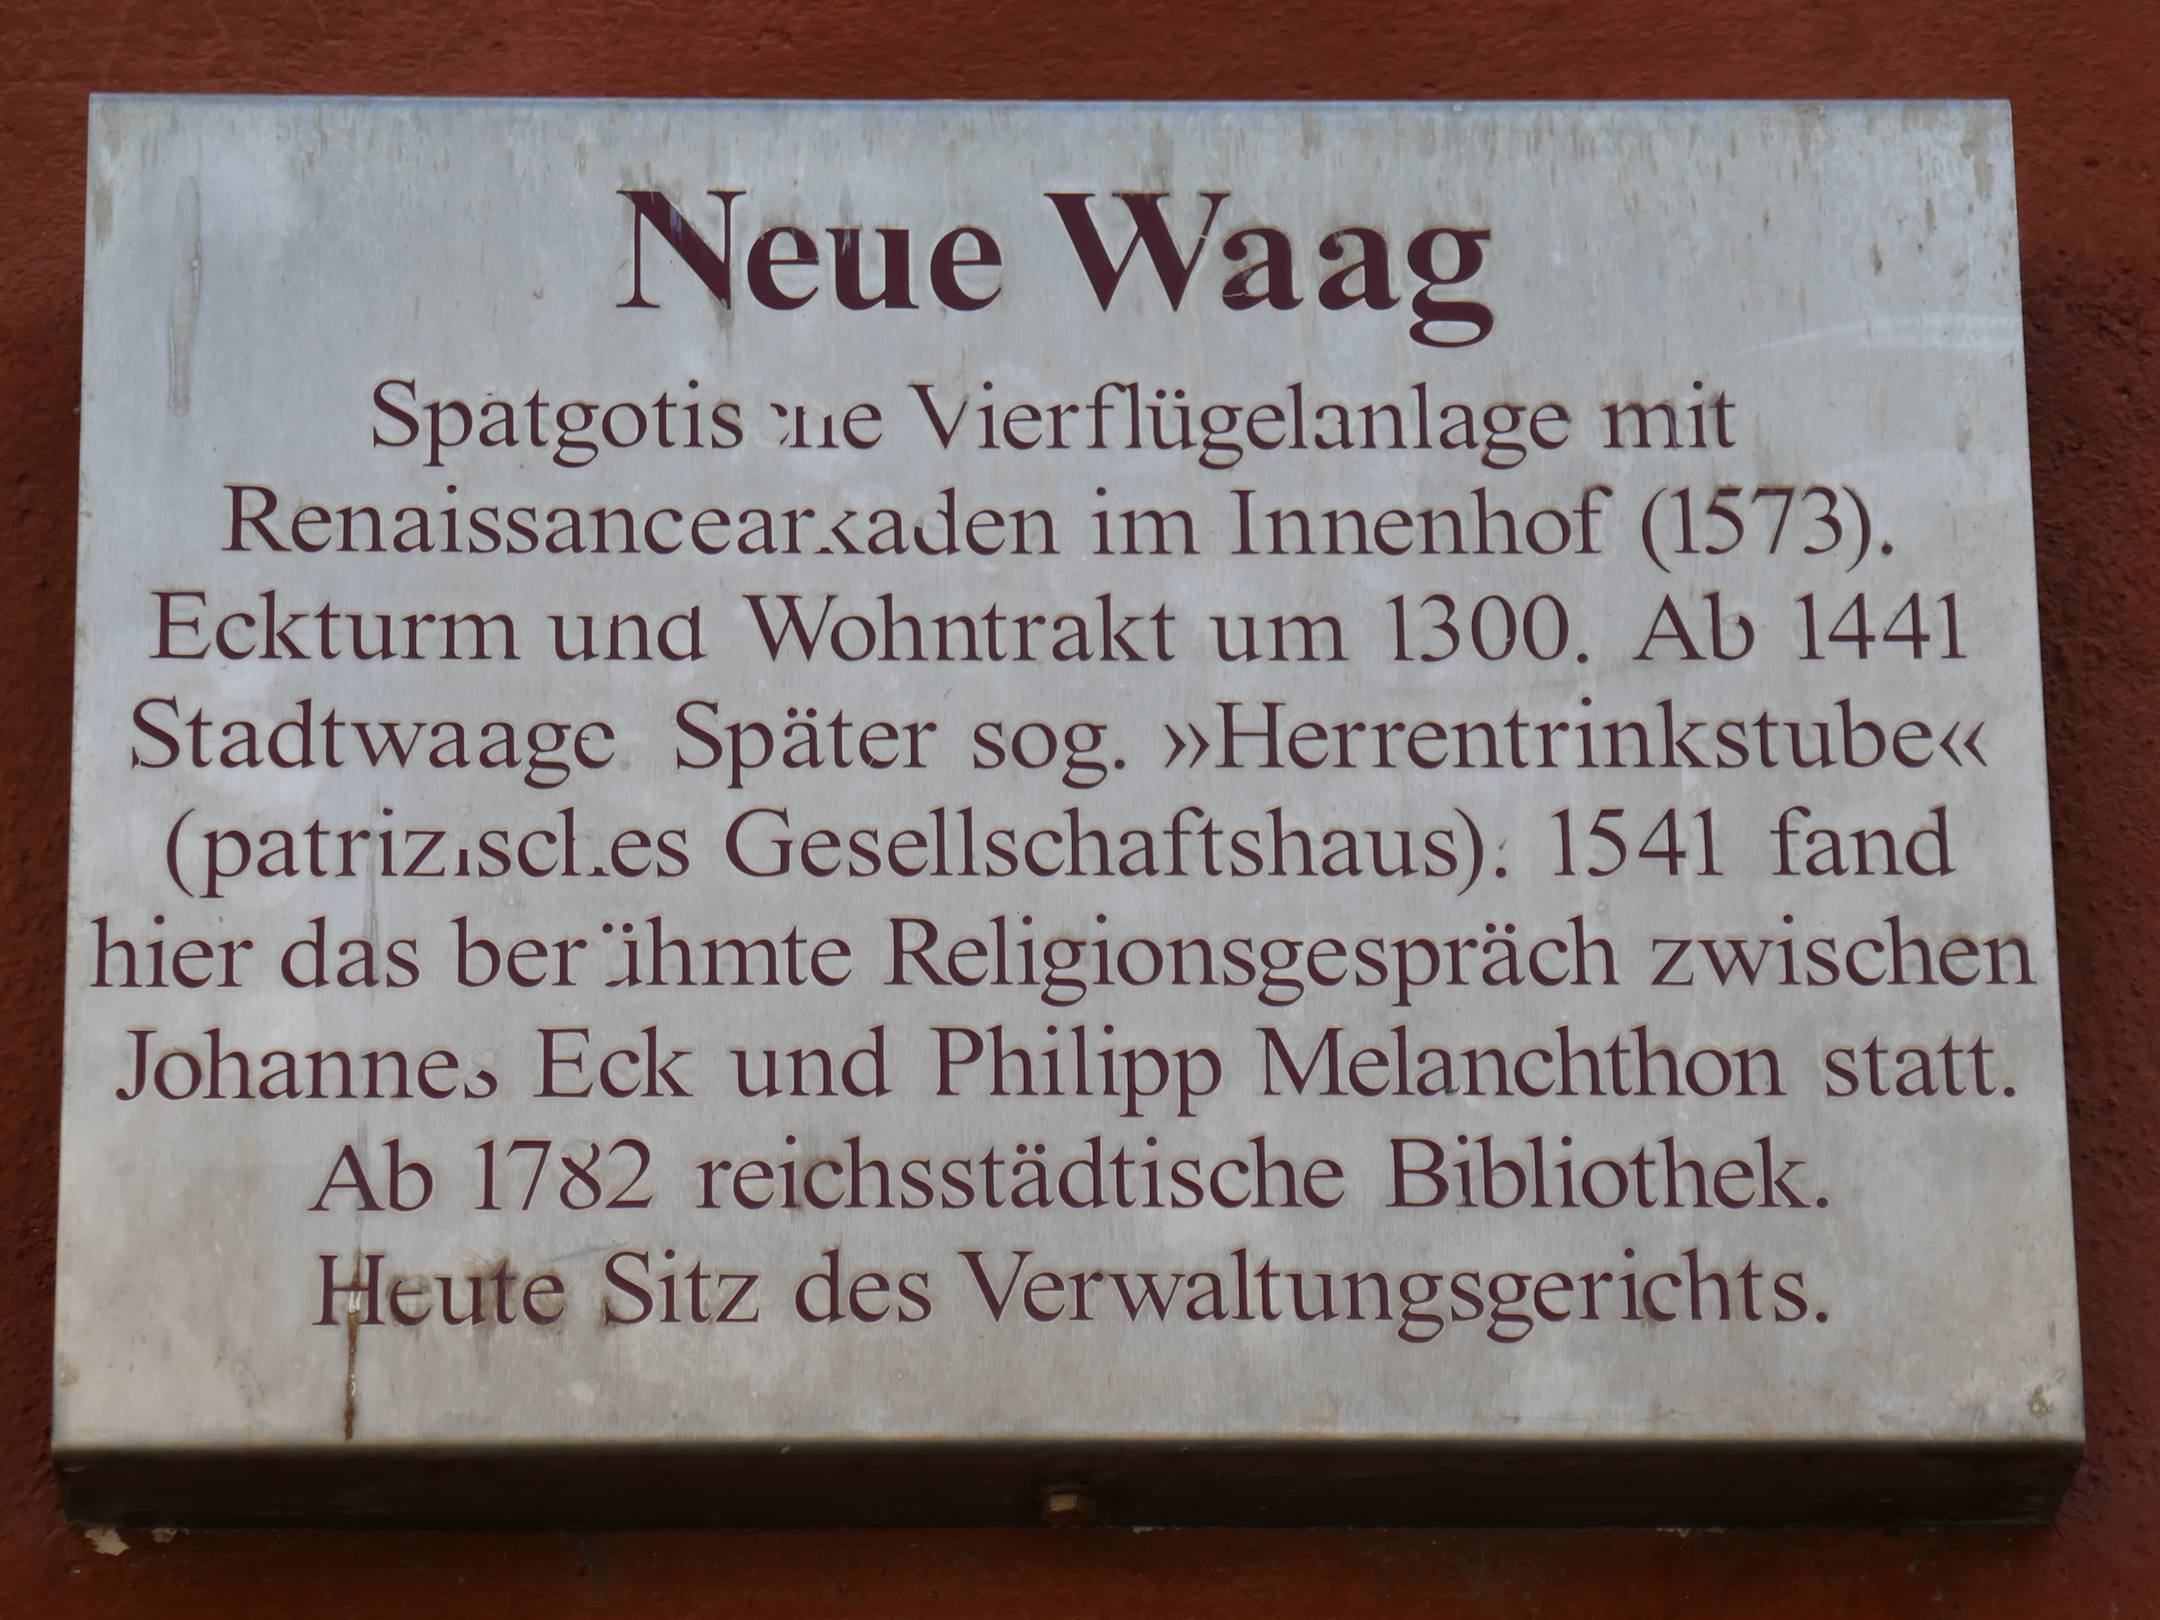 Neue Waag
Spätgotische Vierflügelanlage mit
Renaissancearkaden im Innenhof (1573).
Eckturm und Wohntrakt um 1300. Ab 1441
Stadtwaage Später sog. »Herrentrinkstube«
(patrizisches Gesellschaftshaus). 1541 fand
hier das berühmte Religionsgespräch zwischen
Johannes Eck und Philipp Melanchthon statt.
Ab 1782 reichsstädtische Bibliothek.
Heute Sitz des Verwaltungsgerichts.